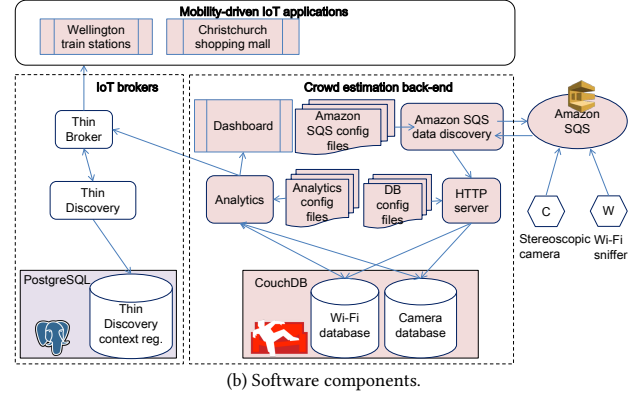 Mobility-driven IoT applications
Wellington
train stations
Christchurch
shopping mall
IoT brokers
Crowd estimation back-end
Thin
Broker
Dashboard
Amazon
SQS config
files
Amazon SQS
data discovery
Amazon
SQS
Thin
Discovery
Analytics
Analytics
config
files
DB
config
files
HTTP
server
C
W
Stereoscopic
camera
Wi-Fi
sniffer
PostgreSQL
Thin
Discovery
context reg.
CouchDB
Wi-Fi
database
Camera
database
(b) Software components.